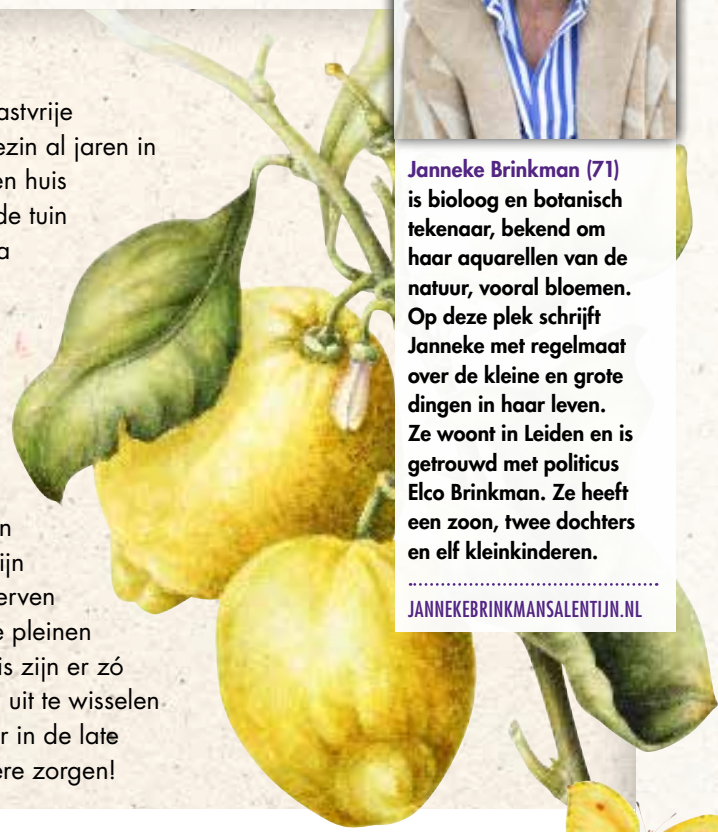 astvrije
ezin al jaren in
en huis
de tuin
a
n
ijn
erven
e pleinen
is zijn er zó
uit te wisselen
r in de late
ere zorgen!
Janneke Brinkman (71)
is bioloog en botanisch
tekenaar, bekend om
haar aquarellen van de
natuur, vooral bloemen.
Op deze plek schrijft
Janneke met regelmaat
over de kleine en grote
dingen in haar leven.
Ze woont in Leiden en is
getrouwd met politicus
Elco Brinkman. Ze heeft
een zoon, twee dochters
en elf kleinkinderen.
JANNEKEBRINKMANSALENTIJN.NL